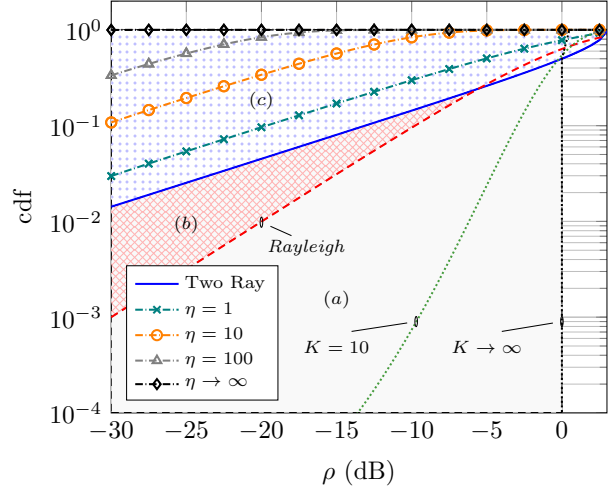 10^0
10^{-1}
10^{-2}
10^{-3}
10^{-4}
cdf
(c)
(b)
Rayleigh
(a)
K = 10
K → ∞
Two Ray
η = 1
η = 10
η = 100
η → ∞
−30 −25 −20 −15 −10 −5 0
ρ (dB)